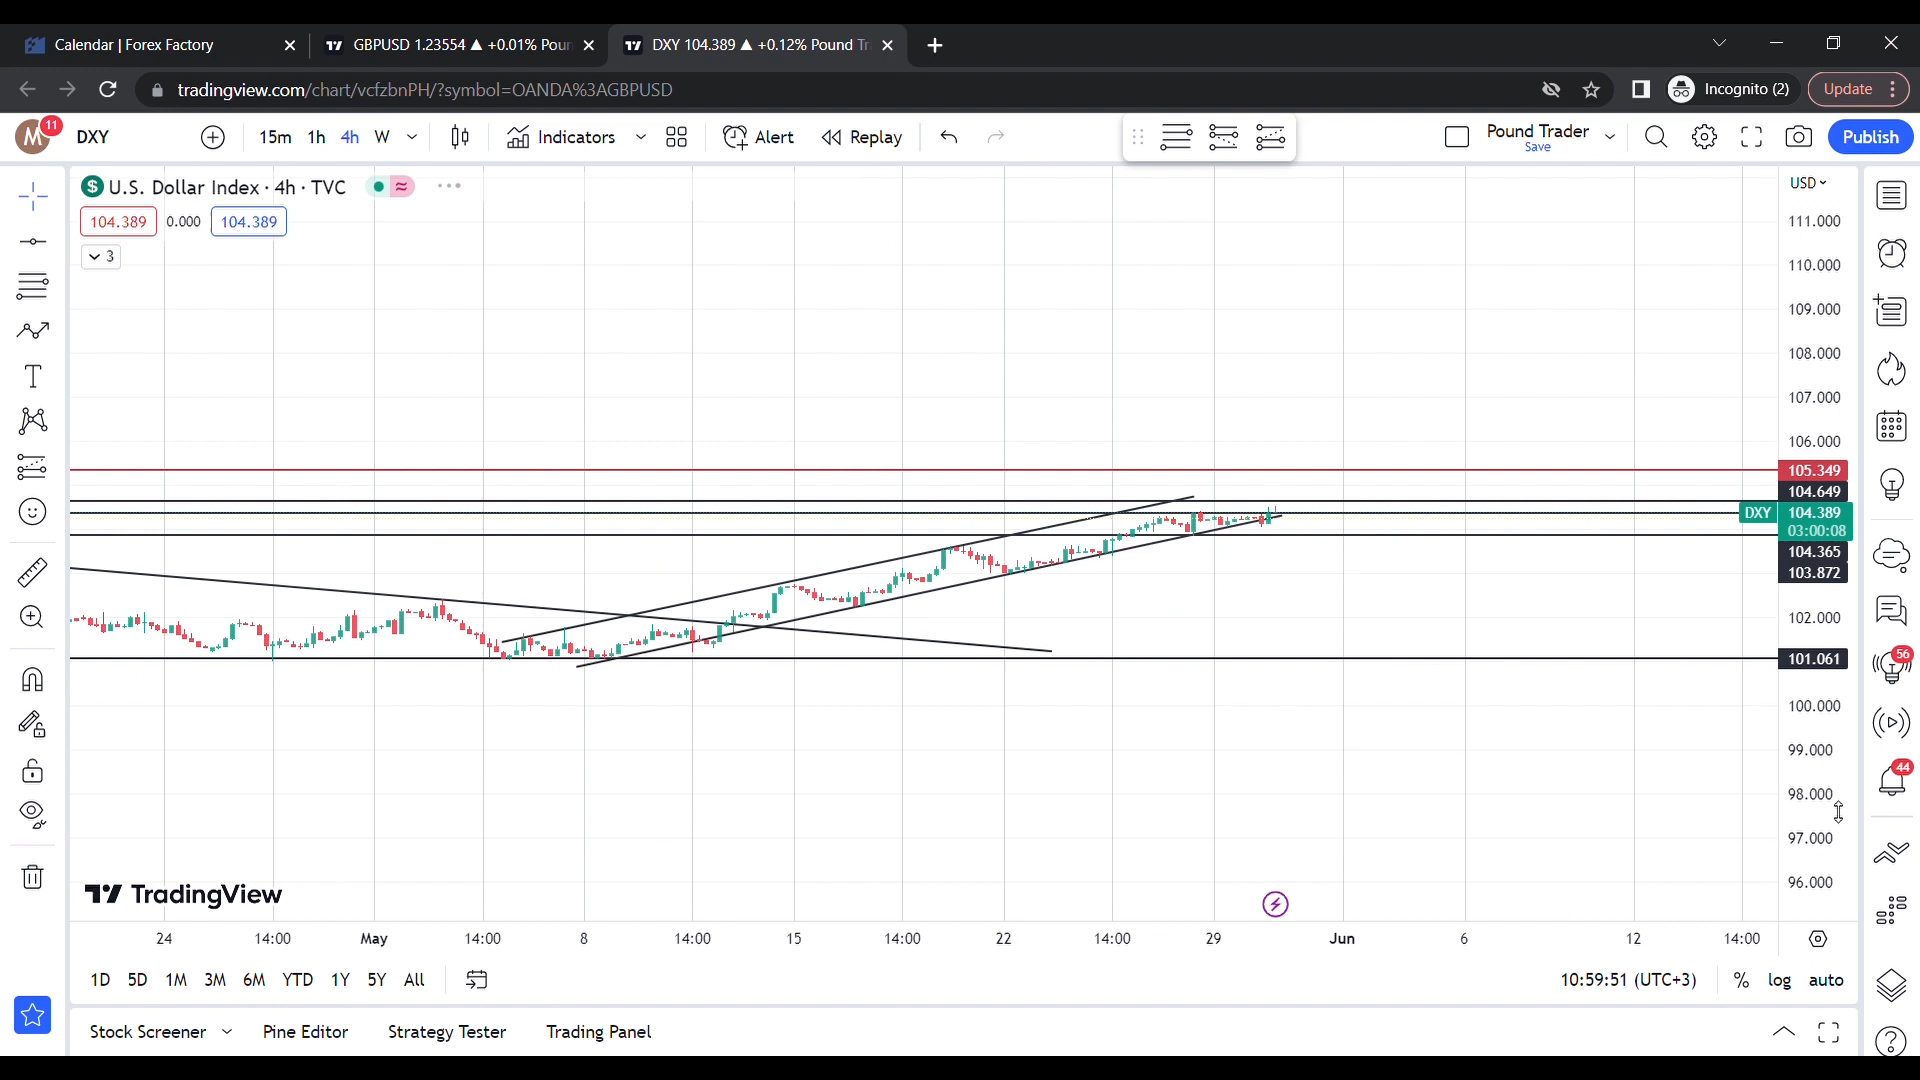 Calendar | Forex Factory
GBPUSD 1.23554 ▲ +0.01% Poun
DXY 104.389 ▲ +0.12% Pound Tr
tradingview.com/chart/vcfzbnPH/?symbol=OANDA%3AGBPUSD
Incognito (2)
Update
M
11
DXY
15m
1h
4h
W
Indicators
Alert
Replay
Pound Trader
Save
Publish
$ U.S. Dollar Index · 4h · TVC
104.389 0.000 104.389
3
USD
111.000
110.000
109.000
108.000
107.000
106.000
105.349
104.649
DXY 104.389
03:00:08
104.365
103.872
102.000
101.061
100.000
99.000
98.000
97.000
96.000
56
44
TradingView
24 14:00 May 14:00 8 14:00 15 14:00 22 14:00 29 Jun 6 12 14:00
1D 5D 1M 3M 6M YTD 1Y 5Y All
10:59:51 (UTC+3) % log auto
Stock Screener Pine Editor Strategy Tester Trading Panel